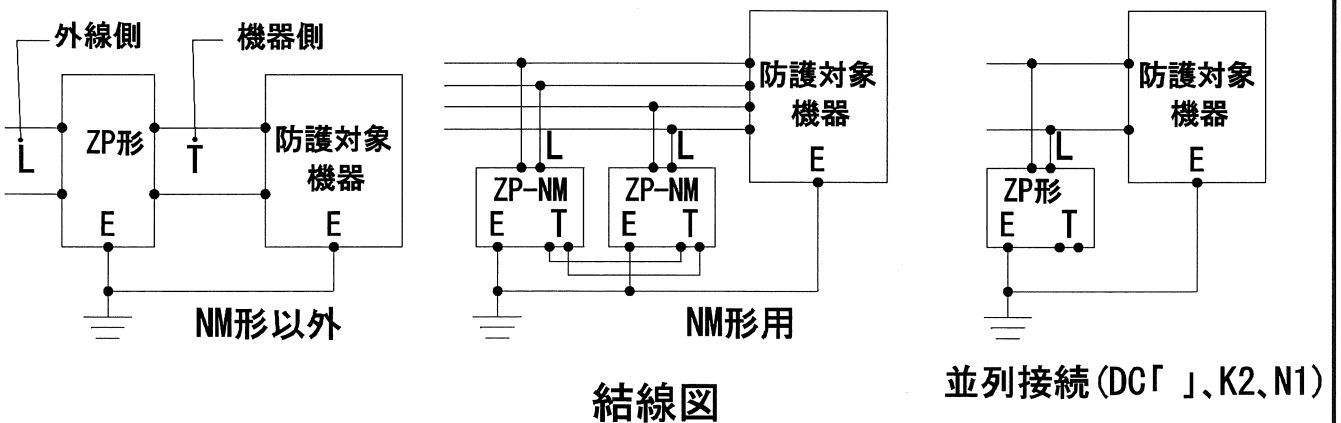 外線側
機器側
L
ZP形
T
防護対象
機器
E
E
NM形以外
防護対象
機器
E
L
L
ZP-NM
ZP-NM
E
T
E
T
NM形用
防護対象
機器
E
L
ZP形
E
T
並列接続(DC「 」、K2、N1)
結線図